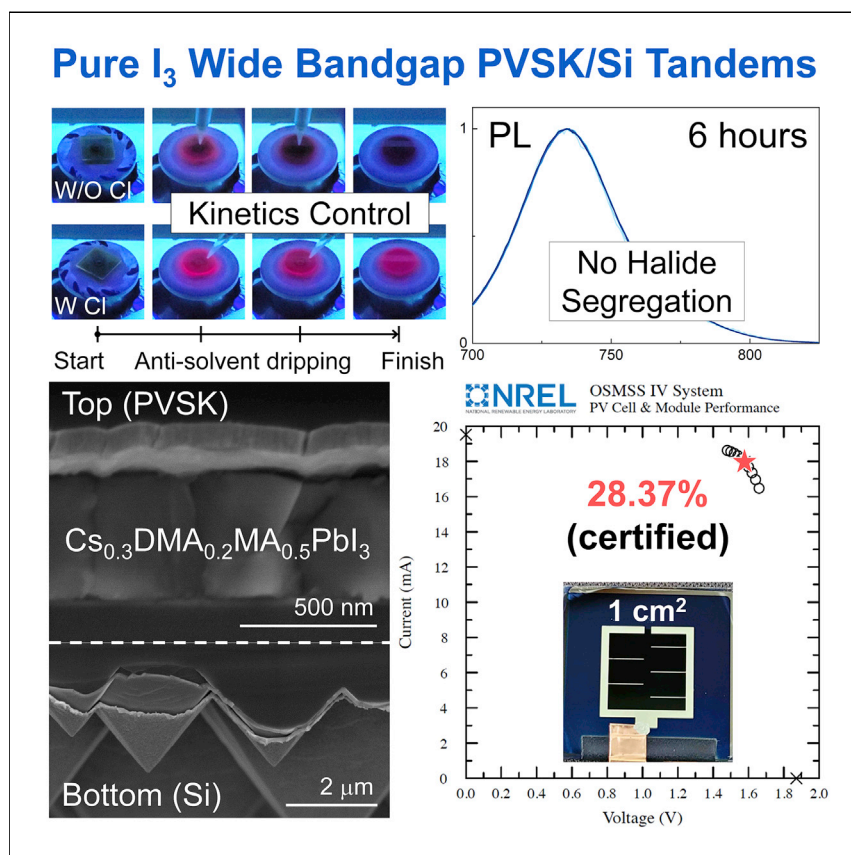 Pure I₃ Wide Bandgap PVSK/Si Tandems
W/O Cl
Kinetics Control
W Cl
Start
Anti-solvent dripping
Finish
1
PL
6 hours
No Halide
Segregation
0
700
750
800
Top (PVSK)
Cs₀.₃DMA₀.₂MA₀.₅PbI₃
500 nm
Bottom (Si)
2 μm
NREL
NATIONAL RENEWABLE ENERGY LABORATORY
OSMSS IV System
PV Cell & Module Performance
28.37%
(certified)
1 cm²
Current (mA)
20
18
16
14
12
10
8
6
4
2
0
0.0
0.2
0.4
0.6
0.8
1.0
1.2
1.4
1.6
1.8
2.0
Voltage (V)